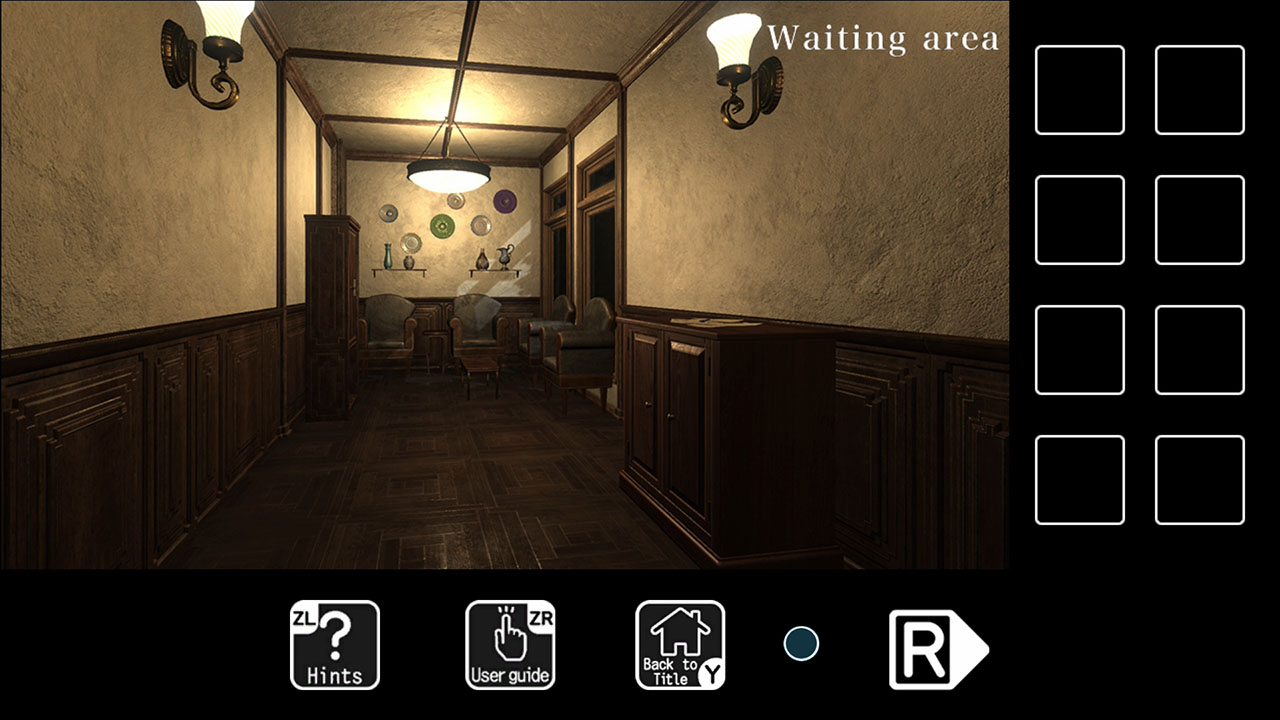 Waiting area
ZL
Hints
ZR
User guide
Back to
Title
Y
R